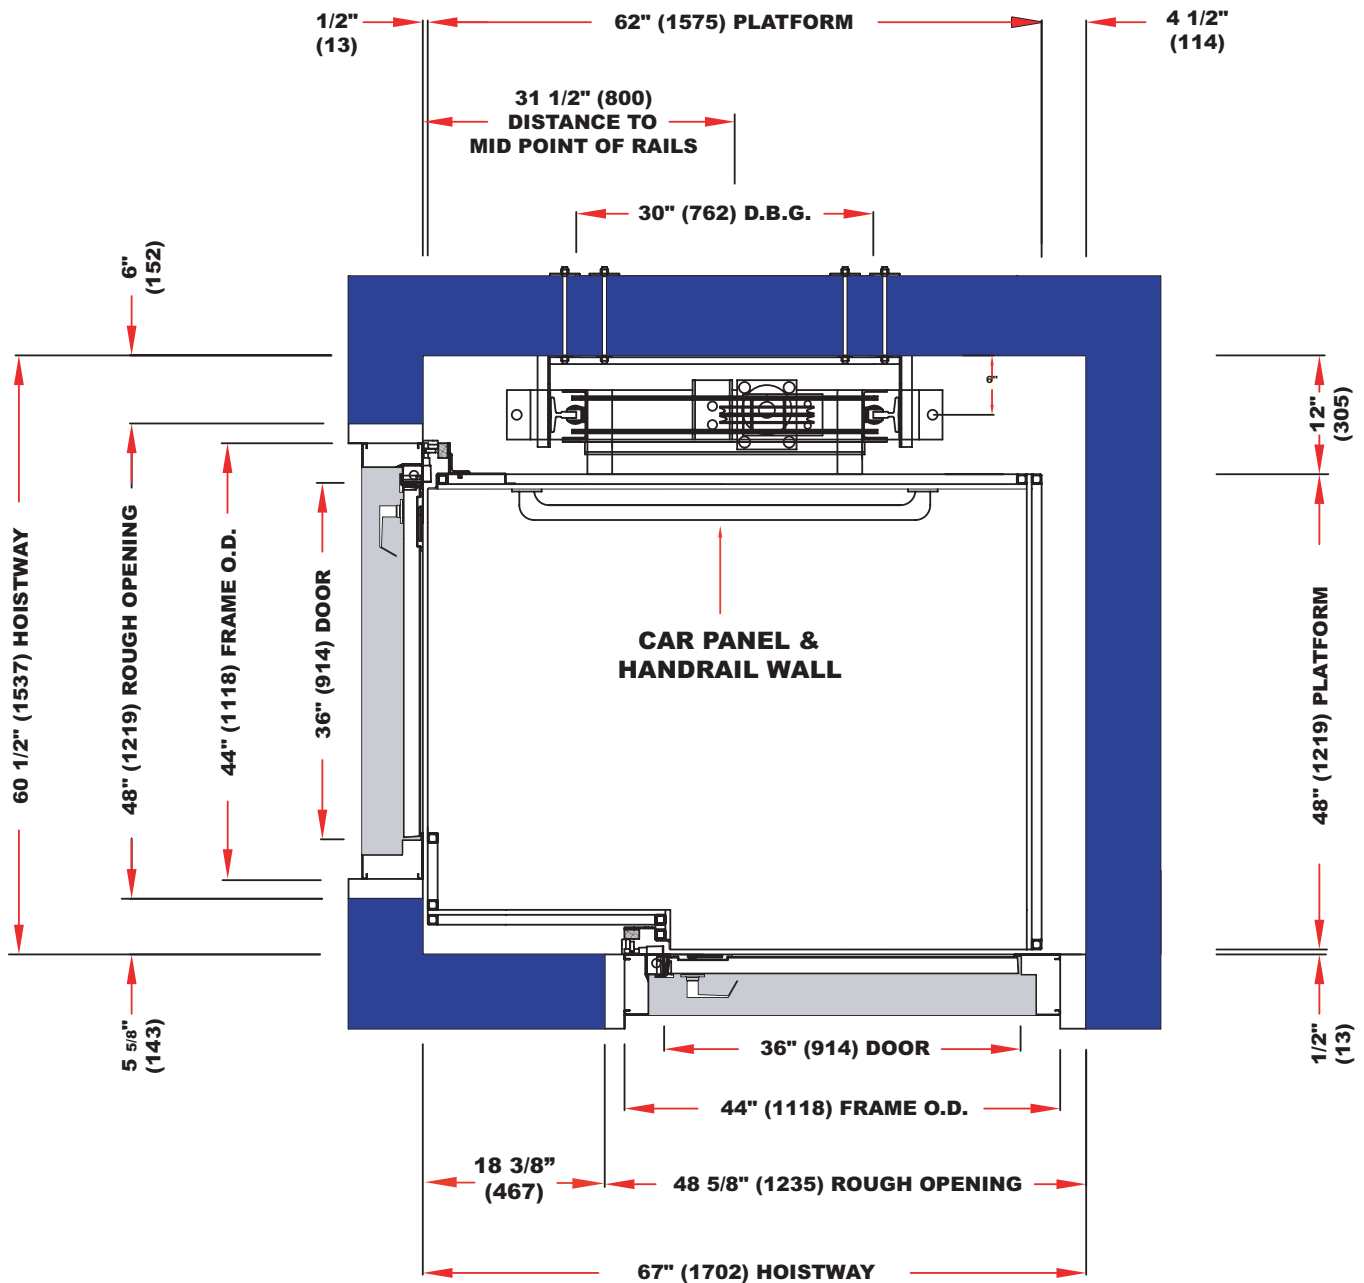 1/2"
(13)
62" (1575) PLATFORM
4 1/2"
(114)
31 1/2" (800)
DISTANCE TO
MID POINT OF RAILS
30" (762) D.B.G.
6"
(152)
6"
12"
(305)
60 1/2" (1537) HOISTWAY
48" (1219) ROUGH OPENING
44" (1118) FRAME O.D.
36" (914) DOOR
CAR PANEL &
HANDRAIL WALL
48" (1219) PLATFORM
5 5/8"
(143)
1/2"
(13)
36" (914) DOOR
44" (1118) FRAME O.D.
18 3/8”
(467)
48 5/8" (1235) ROUGH OPENING
67" (1702) HOISTWAY